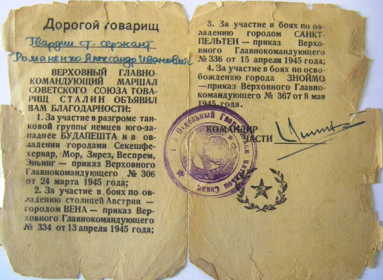 Дорогой товарищ
Гвардии ст. сержант
Романенко Александр Иванович
ВЕРХОВНЫЙ ГЛАВНО-
КОМАНДУЮЩИЙ МАРШАЛ
СОВЕТСКОГО СОЮЗА ТОВА-
РИЩ СТАЛИН ОБЪЯВИЛ
ВАМ БЛАГОДАРНОСТИ:
1. За участие в разгроме тан-
ковой группы немцев юго-за-
паднее БУДАПЕШТА и в ов-
ладении городами Секешфе-
хервар, Мор, Зирез, Веспрем,
Эньинг — приказ Верховного
Главнокомандующего № 306
от 24 марта 1945 года;
2. За участие в боях по ов-
ладению столицей Австрии —
городом ВЕНА — приказ Вер-
ховного Главнокомандующего
№ 334 от 13 апреля 1945 года;
3. За участие в боях по ов-
ладению городом САНКТ-
ПЕЛЬТЕН — приказ Верхов-
ного Главнокомандующего
№ 336 от 15 апреля 1945 года;
4. За участие в боях по ос-
вобождению города ЗНОЙМО
— приказ Верховного Главно-
командующего № 367 от 8 мая
1945 года.
КОМАНДИР
ЧАСТИ
Отдельный Гвардейский